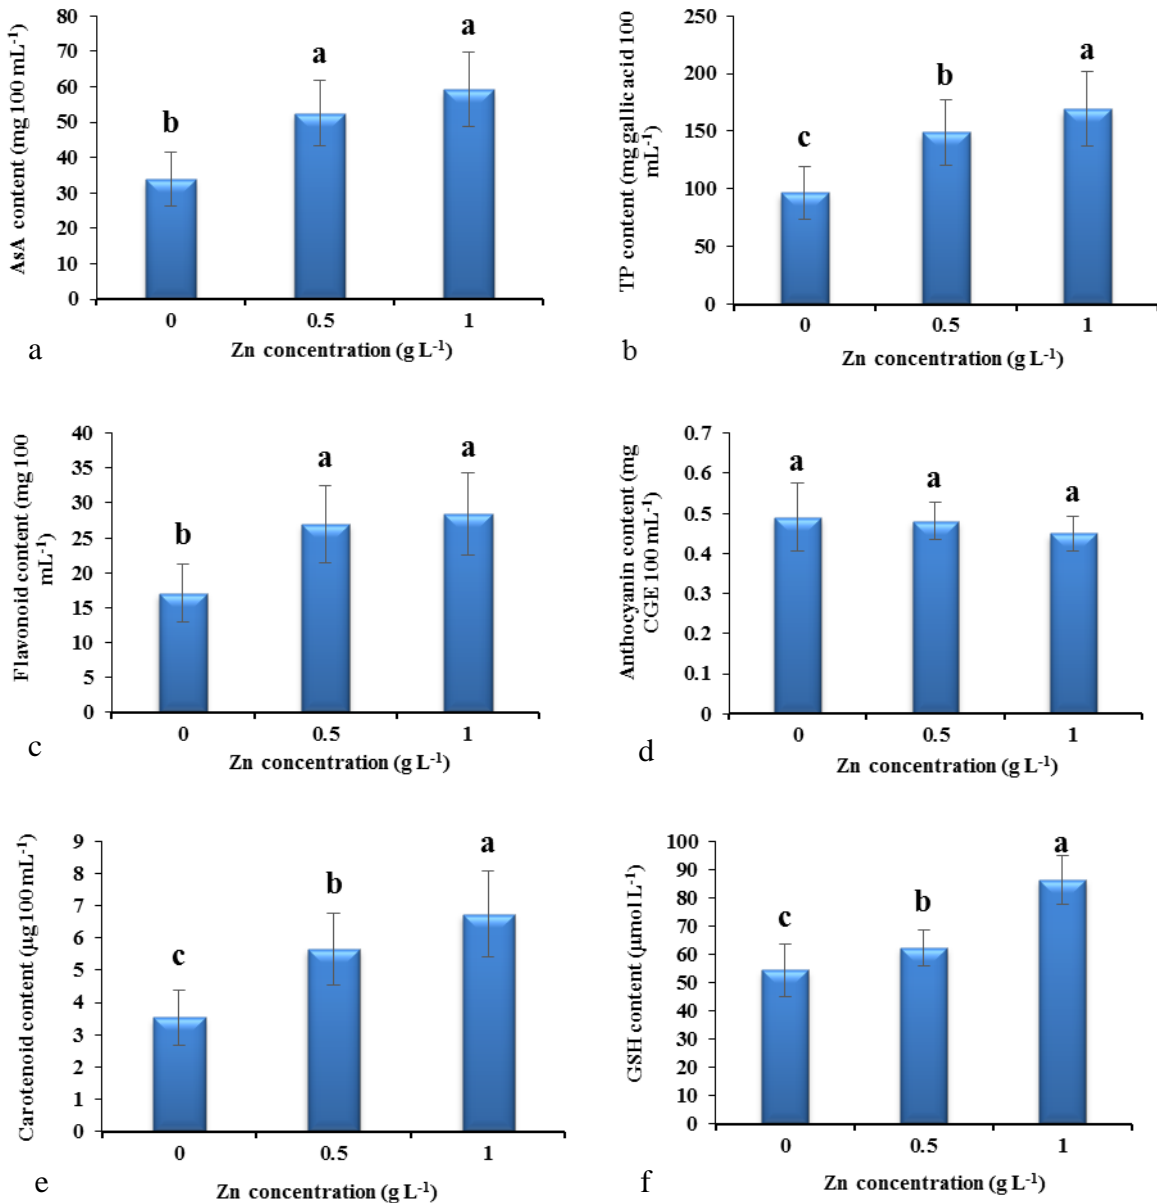 AsA content (mg 100 mL-1)
80
70
60
50
40
30
20
10
0
b
a
a
0 0.5 1
Zn concentration (g L-1)
a
TP content (mg gallic acid 100
mL-1)
250
200
150
100
50
0
c
b
a
0 0.5 1
Zn concentration (g L-1)
b
Flavonoid content (mg 100
mL-1)
40
35
30
25
20
15
10
5
0
b
a
a
0 0.5 1
Zn concentration (g L-1)
c
Anthocyanin content (mg
CGE 100 mL-1)
0.7
0.6
0.5
0.4
0.3
0.2
0.1
0
a
a
a
0 0.5 1
Zn concentration (g L-1)
d
Carotenoid content (µg 100 mL-1)
9
8
7
6
5
4
3
2
1
0
c
b
a
0 0.5 1
Zn concentration (g L-1)
e
GSH content (µmol L-1)
100
90
80
70
60
50
40
30
20
10
0
c
b
a
0 0.5 1
Zn concentration (g L-1)
f